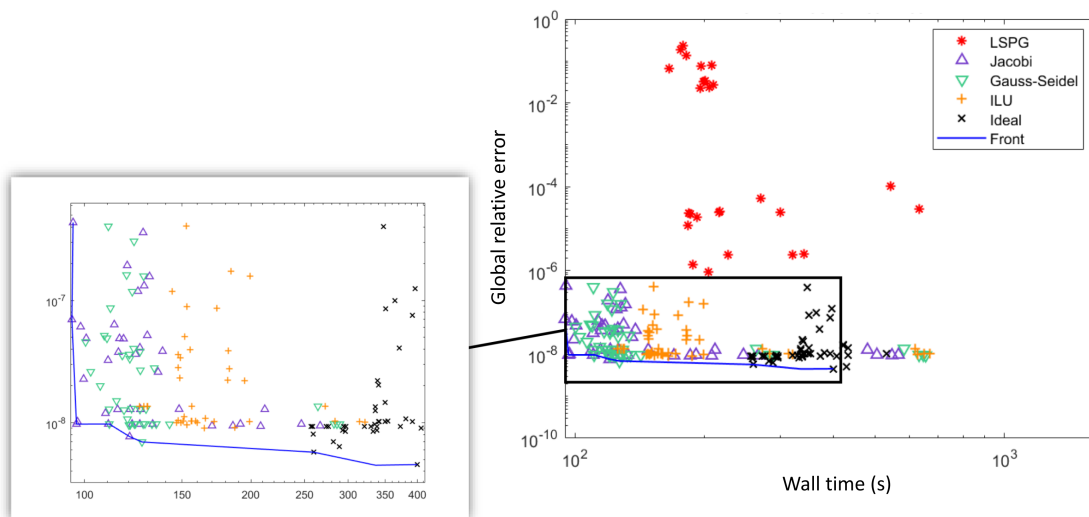 10^0
10^-2
10^-4
10^-6
10^-8
10^-10
Global relative error
10^2
10^3
Wall time (s)
LSPG
Jacobi
Gauss-Seidel
ILU
Ideal
Front
10^-7
10^-8
100
150
200
250
300
350
400